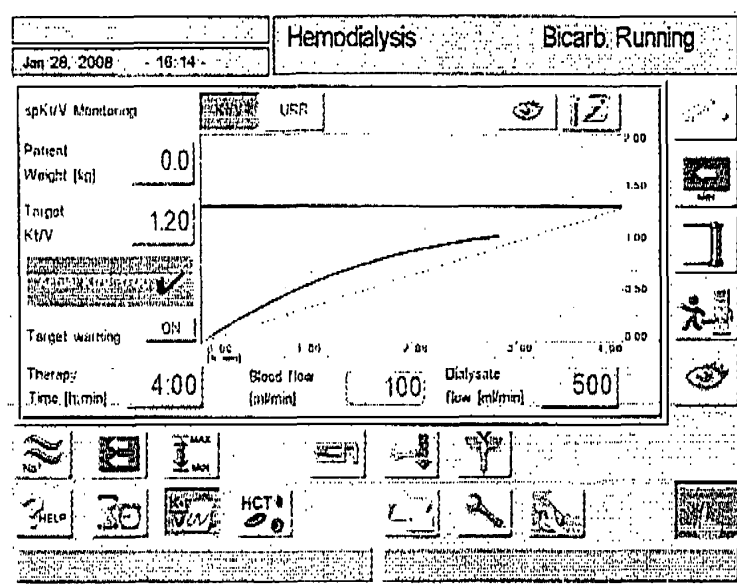 Hemodialysis Bicarb. Running
Jan 28, 2008 - 16:14 -
spKt/V Monitoring Kt/V
Patient
Weight [kg] 0.0
Target
Kt/V 1.20
Target warning ON
Therapy
Time [h:min] 4:00
Blood flow
[ml/min] 100
Dialysate
flow [ml/min] 500
2.00
1.50
1.00
0.50
0.00
Na+
MAX
MIN
HELP
HCT